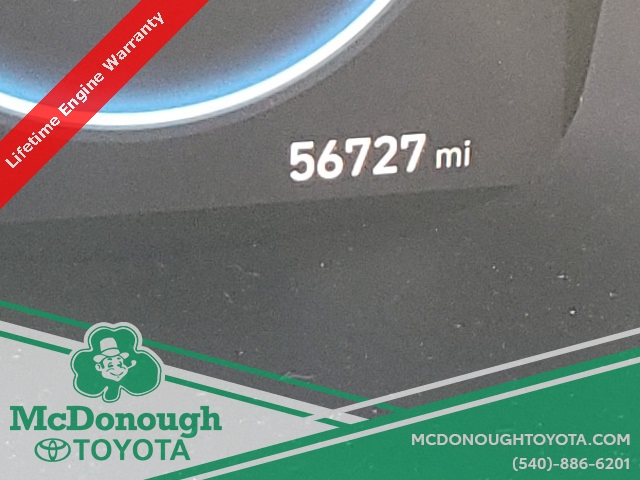 Lifetime Engine Warranty
56727 mi
McDonough
TOYOTA
MCDONOUGHTOYOTA.COM
(540)-886-6201